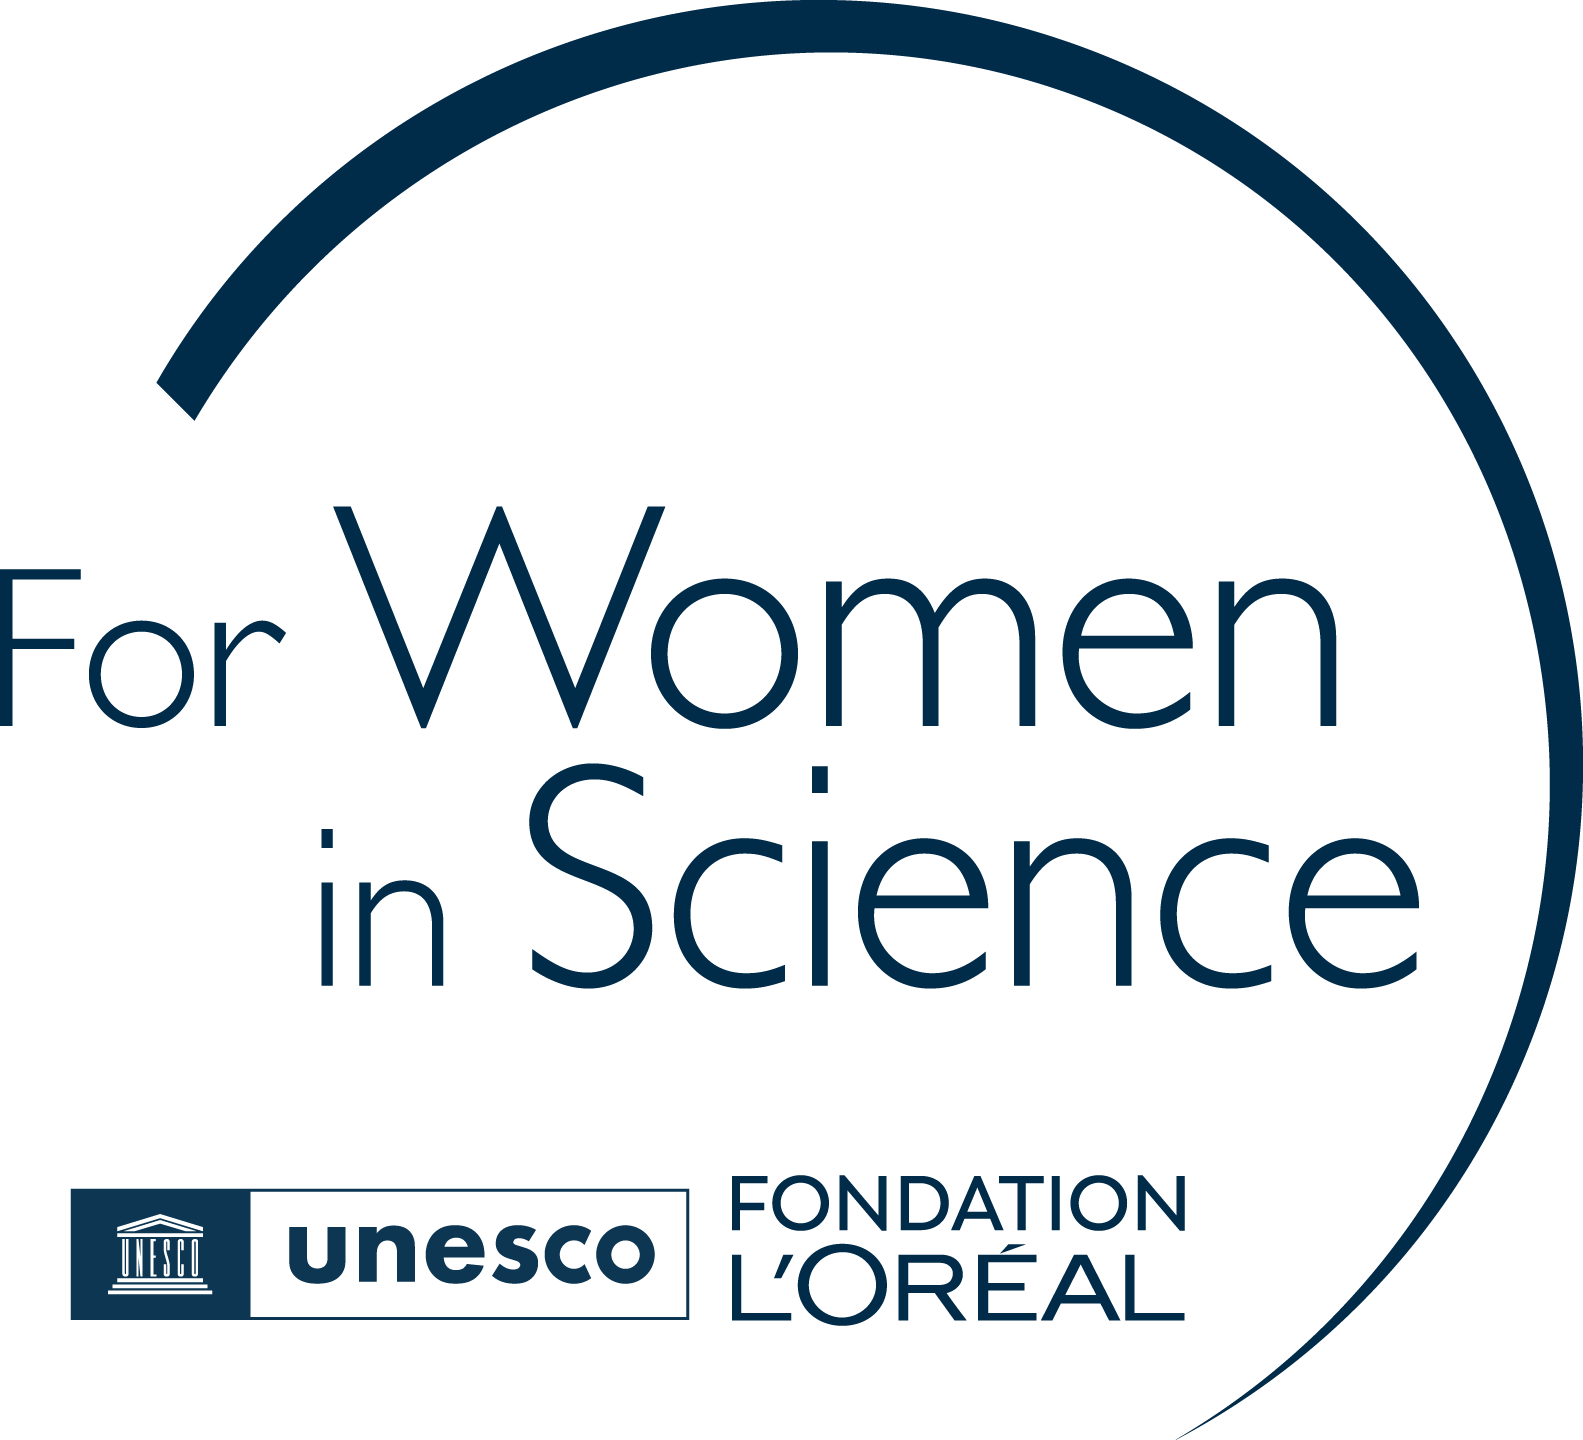 For Women
in Science
UNESCO
unesco
FONDATION
L'ORÉAL